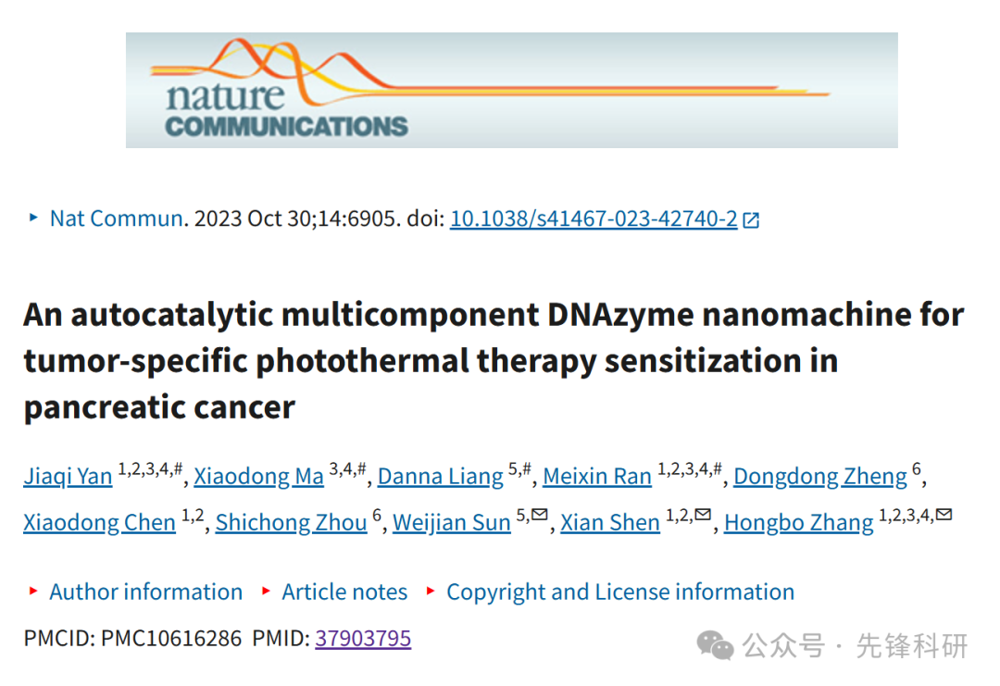 nature
COMMUNICATIONS
Nat Commun. 2023 Oct 30;14:6905. doi: 10.1038/s41467-023-42740-2
An autocatalytic multicomponent DNAzyme nanomachine for
tumor-specific photothermal therapy sensitization in
pancreatic cancer
Jiaqi Yan 1,2,3,4,#, Xiaodong Ma 3,4,#, Danna Liang 5,#, Meixin Ran 1,2,3,4,#, Dongdong Zheng 6,
Xiaodong Chen 1,2, Shichong Zhou 6, Weijian Sun 5,✉, Xian Shen 1,2,✉, Hongbo Zhang 1,2,3,4,✉
Author information Article notes Copyright and License information
PMCID: PMC10616286 PMID: 37903795
公众号 · 先锋科研